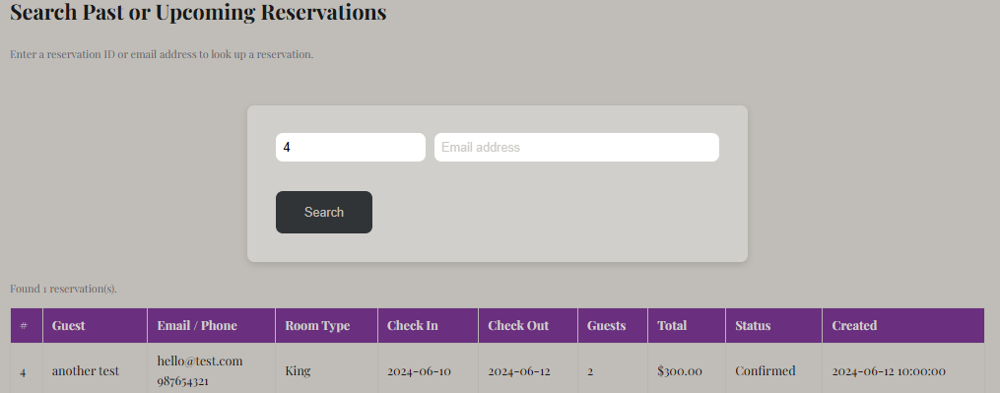 Search Past or Upcoming Reservations
Enter a reservation ID or email address to look up a reservation.
4 Email address
Search
Found 1 reservation(s).
# Guest Email / Phone Room Type Check In Check Out Guests Total Status Created
4 another test hello@test.com King 2024-06-10 2024-06-12 2 $300.00 Confirmed 2024-06-12 10:00:00
987654321